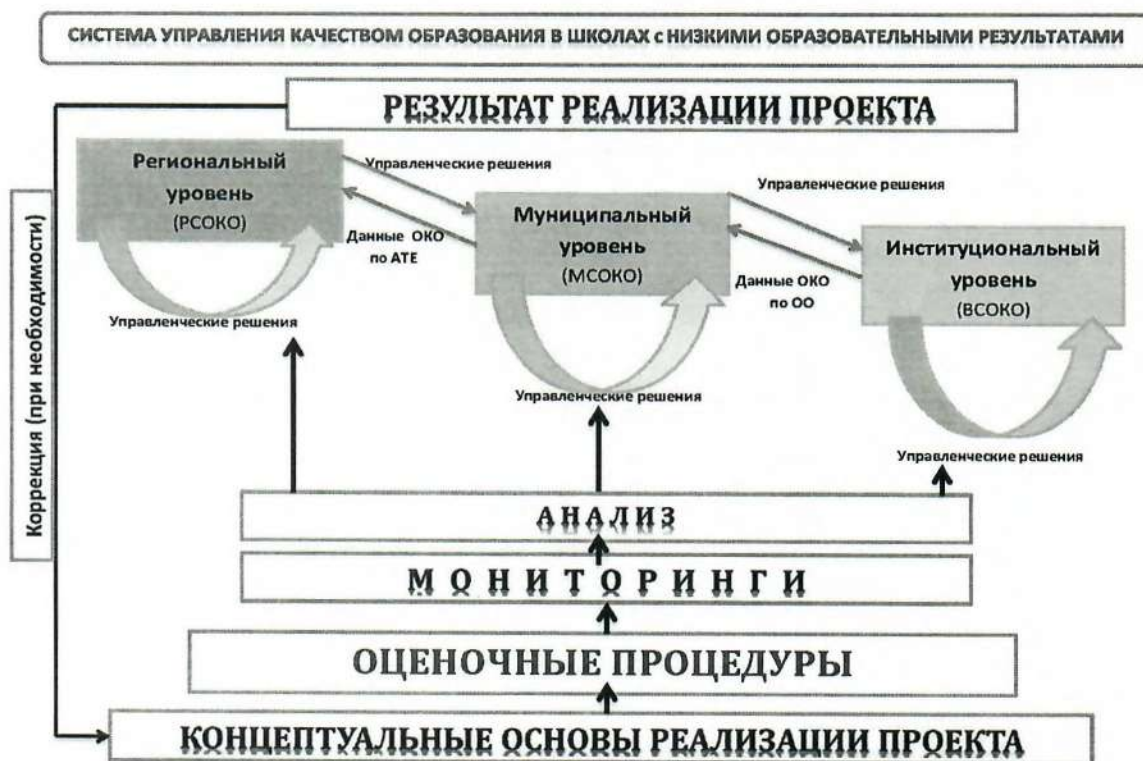 СИСТЕМА УПРАВЛЕНИЯ КАЧЕСТВОМ ОБРАЗОВАНИЯ В ШКОЛАХ с НИЗКИМИ ОБРАЗОВАТЕЛЬНЫМИ РЕЗУЛЬТАТАМИ
РЕЗУЛЬТАТ РЕАЛИЗАЦИИ ПРОЕКТА
Региональный
уровень
(РСОКО)
Управленческие решения
Данные ОКО
по АТЕ
Управленческие решения
Муниципальный
уровень
(МСОКО)
Управленческие решения
Данные ОКО
по ОО
Управленческие решения
Институциональный
уровень
(ВСОКО)
Управленческие решения
Коррекция (при необходимости)
АНАЛИЗ
МОНИТОРИНГИ
ОЦЕНОЧНЫЕ ПРОЦЕДУРЫ
КОНЦЕПТУАЛЬНЫЕ ОСНОВЫ РЕАЛИЗАЦИИ ПРОЕКТА